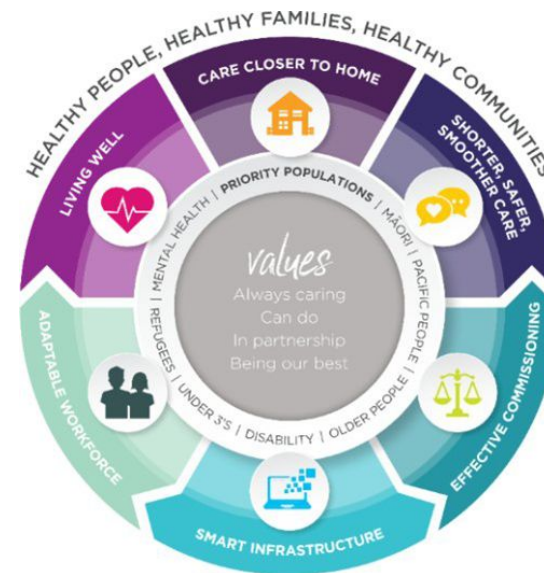 HEALTHY PEOPLE, HEALTHY FAMILIES, HEALTHY COMMUNITIES
CARE CLOSER TO HOME
SHORTER, SAFER,
SMOOTHER CARE
EFFECTIVE COMMISSIONING
SMART INFRASTRUCTURE
ADAPTABLE WORKFORCE
LIVING WELL
PRIORITY POPULATIONS | MĀORI | PACIFIC PEOPLE | OLDER PEOPLE | DISABILITY | UNDER 3'S | REFUGEES | MENTAL HEALTH |
values
Always caring
Can do
In partnership
Being our best